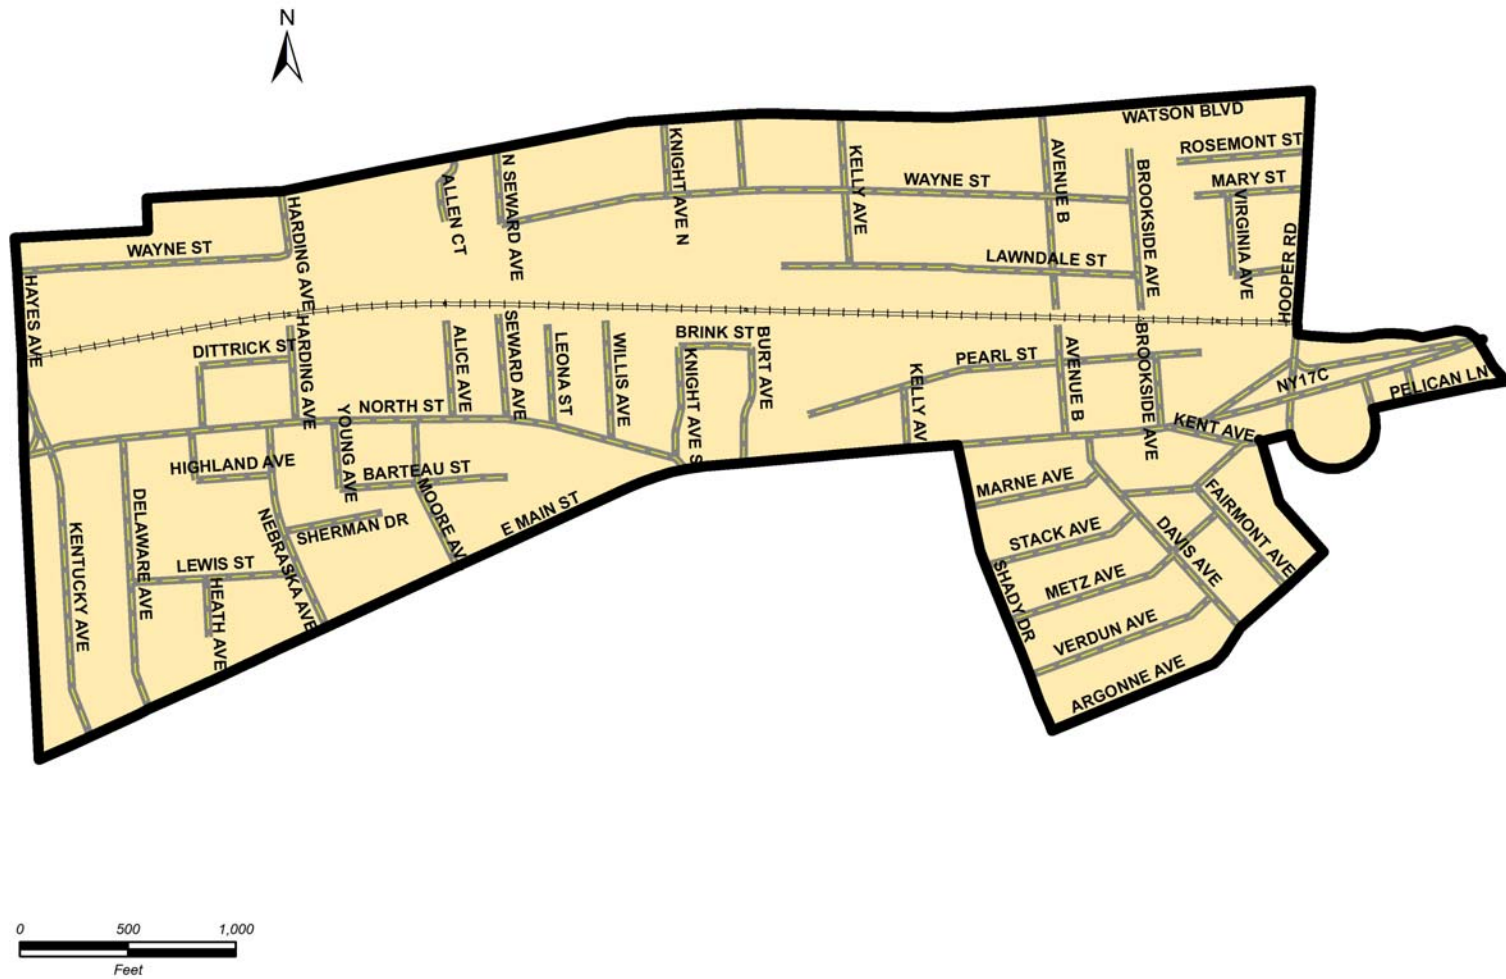 N
WATSON BLVD
ROSEMONT ST
MARY ST
VIRGINIA AVE
HOOPER RD
KNIGHT AVE N
KELLY AVE
WAYNE ST
AVENUE B
BROOKSIDE AVE
LAWNDALE ST
N SEWARD AVE
ALLEN CT
HARDING AVE
WAYNE ST
HAYES AVE
DITTRICK ST
HARDING AVE
ALICE AVE
SEWARD AVE
LEONA ST
WILLIS AVE
BRINK ST
KNIGHT AVE S
BURT AVE
KELLY AV
PEARL ST
AVENUE B
BROOKSIDE AVE
NY17C
PELICAN LN
KENT AVE
NORTH ST
YOUNG AVE
HIGHLAND AVE
BARTEAU ST
MOORE AV
E MAIN ST
SHERMAN DR
NEBRASKA AVE
DELAWARE AVE
KENTUCKY AVE
LEWIS ST
HEATH AVE
MARNE AVE
STACK AVE
METZ AVE
VERDUN AVE
ARGONNE AVE
SHADY DR
DAVIS AVE
FAIRMONT AVE
0 500 1,000
Feet